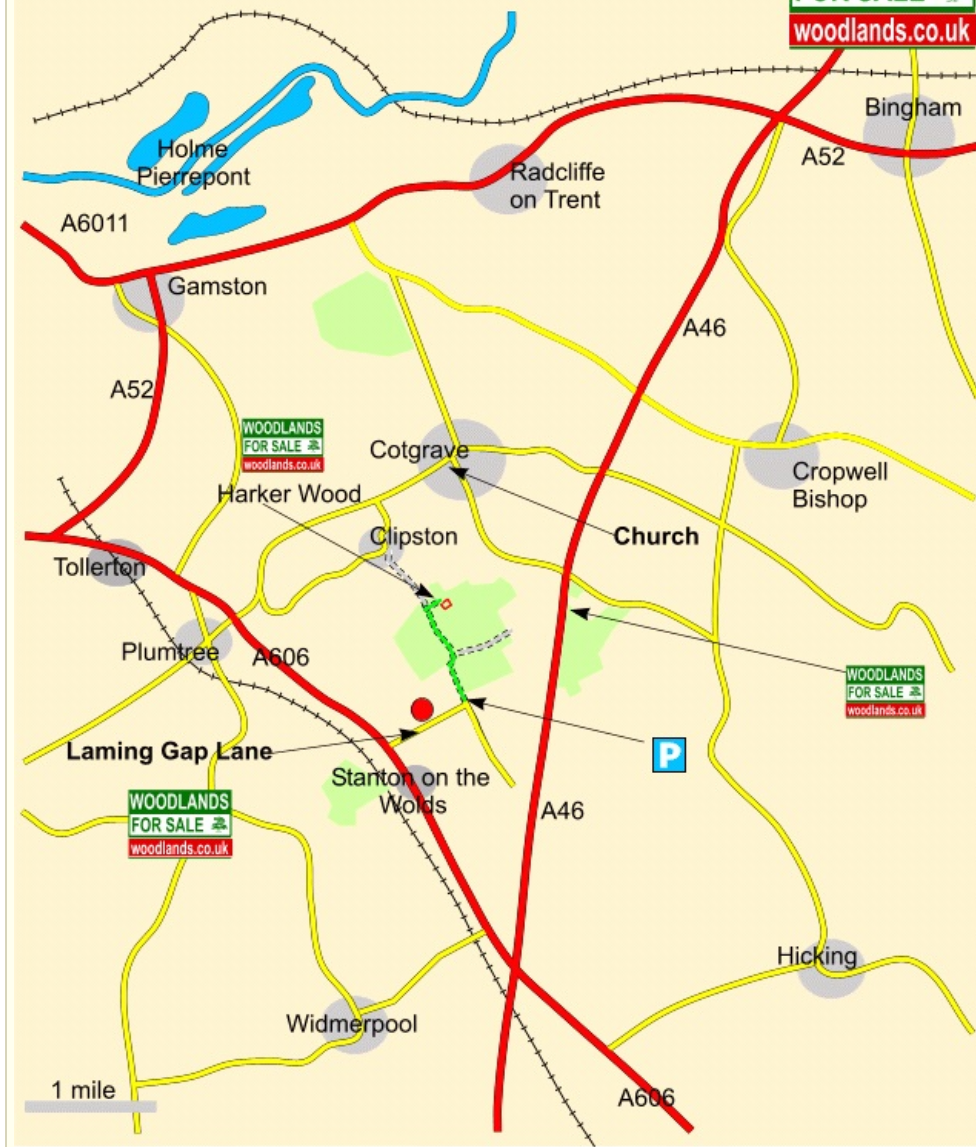 FOR SALE
woodlands.co.uk
Bingham
A52
Holme
Pierrepont
Radcliffe
on Trent
A6011
Gamston
A46
A52
WOODLANDS
FOR SALE
woodlands.co.uk
Cotgrave
Cropwell
Bishop
Harker Wood
Clipston
Church
Tollerton
Plumtree
A606
WOODLANDS
FOR SALE
woodlands.co.uk
Laming Gap Lane
P
Stanton on the
Wolds
WOODLANDS
FOR SALE
woodlands.co.uk
A46
Hicking
Widmerpool
1 mile
A606